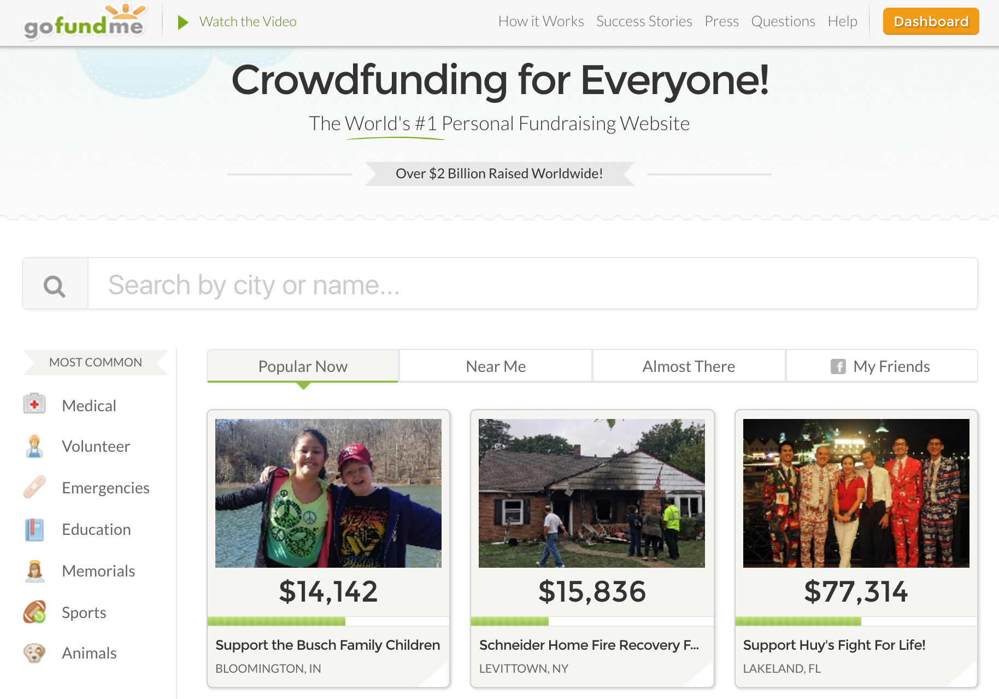 gofundme
Watch the Video
How it Works
Success Stories
Press
Questions
Help
Dashboard
Crowdfunding for Everyone!
The World's #1 Personal Fundraising Website
Over $2 Billion Raised Worldwide!
Search by city or name...
MOST COMMON
Medical
Volunteer
Emergencies
Education
Memorials
Sports
Animals
Popular Now
Near Me
Almost There
f My Friends
$14,142
Support the Busch Family Children
BLOOMINGTON, IN
$15,836
Schneider Home Fire Recovery F...
LEVITTOWN, NY
$77,314
Support Huy's Fight For Life!
LAKELAND, FL